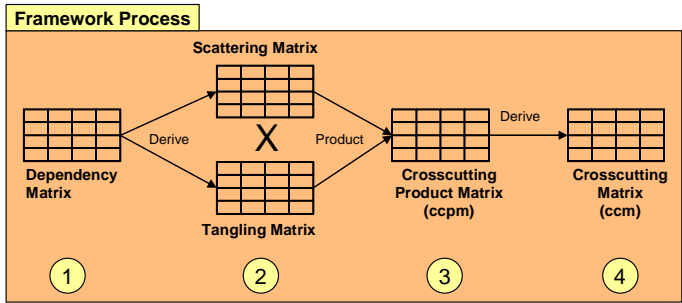 Framework Process
Scattering Matrix
Derive
X
Product
Derive
Dependency
Matrix
Tangling Matrix
Crosscutting
Product Matrix
(ccpm)
Crosscutting
Matrix
(ccm)
1
2
3
4